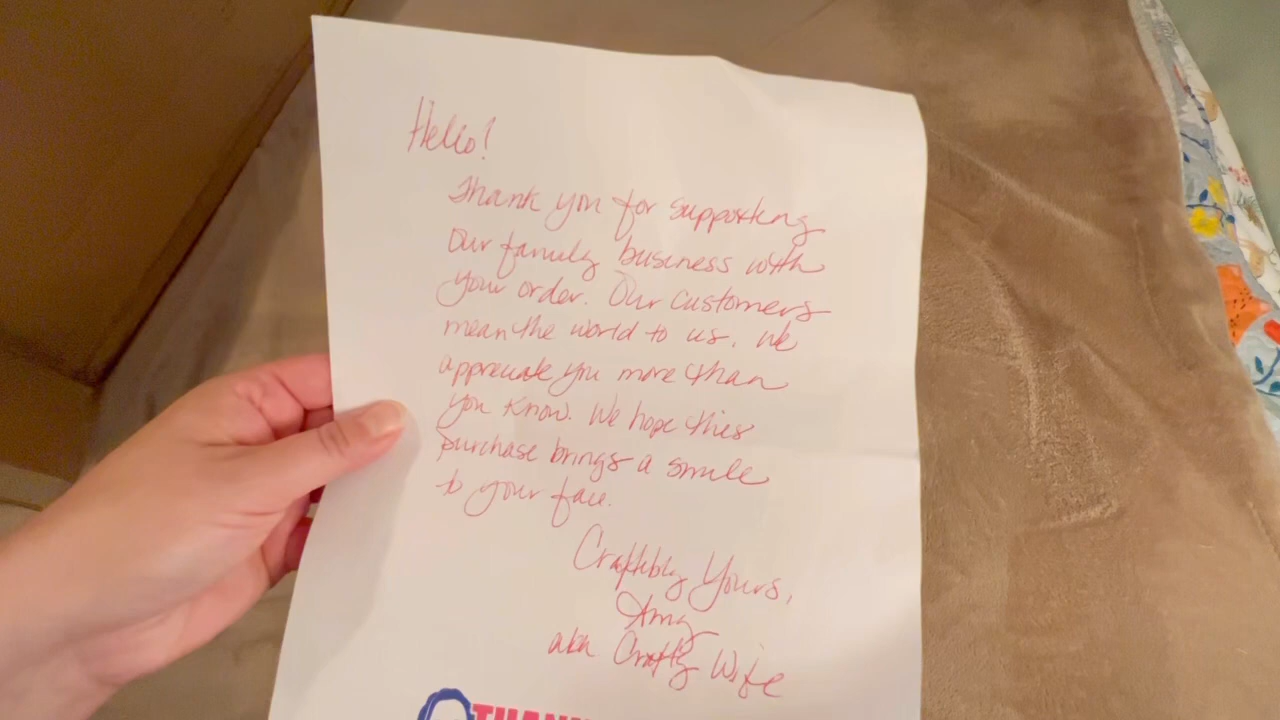 Hello!
Thank you for supporting
our family business with
your order. Our customers
mean the world to us. We
appreciate you more than
you know. We hope this
purchase brings a smile
to your face.
Craftibly Yours,
Amy
aka Crafty Wife
THANK